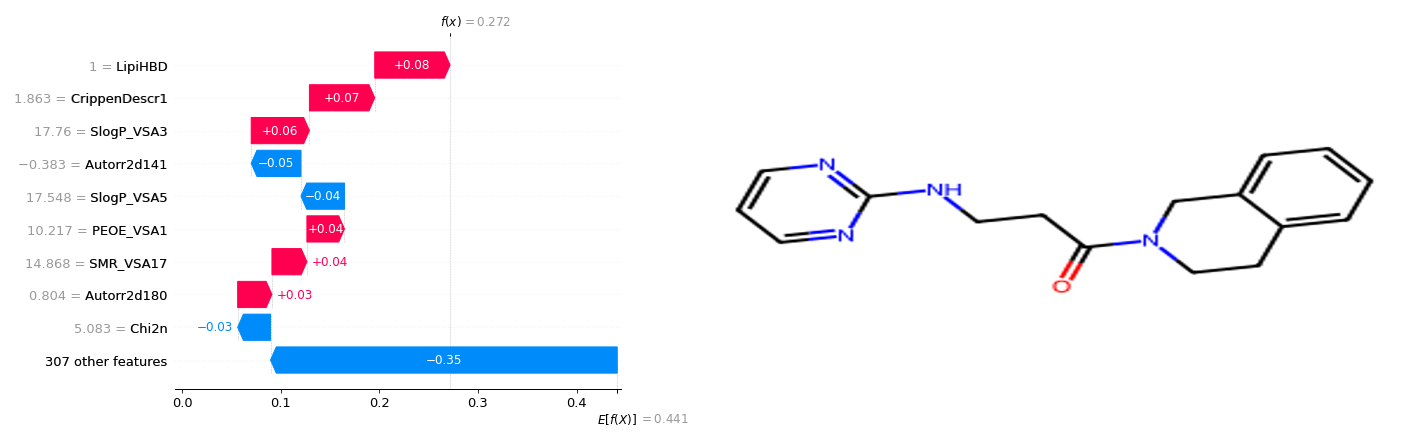 f(x) = 0.272
1 = LipiHBD
+0.08
1.863 = CrippenDescr1
+0.07
17.76 = SlogP_VSA3
+0.06
−0.383 = Autorr2d141
−0.05
17.548 = SlogP_VSA5
−0.04
10.217 = PEOE_VSA1
+0.04
14.868 = SMR_VSA17
+0.04
0.804 = Autorr2d180
+0.03
5.083 = Chi2n
−0.03
307 other features
−0.35
0.0 0.1 0.2 0.3 0.4
E[f(X)] = 0.441
N
NH
N
N
O